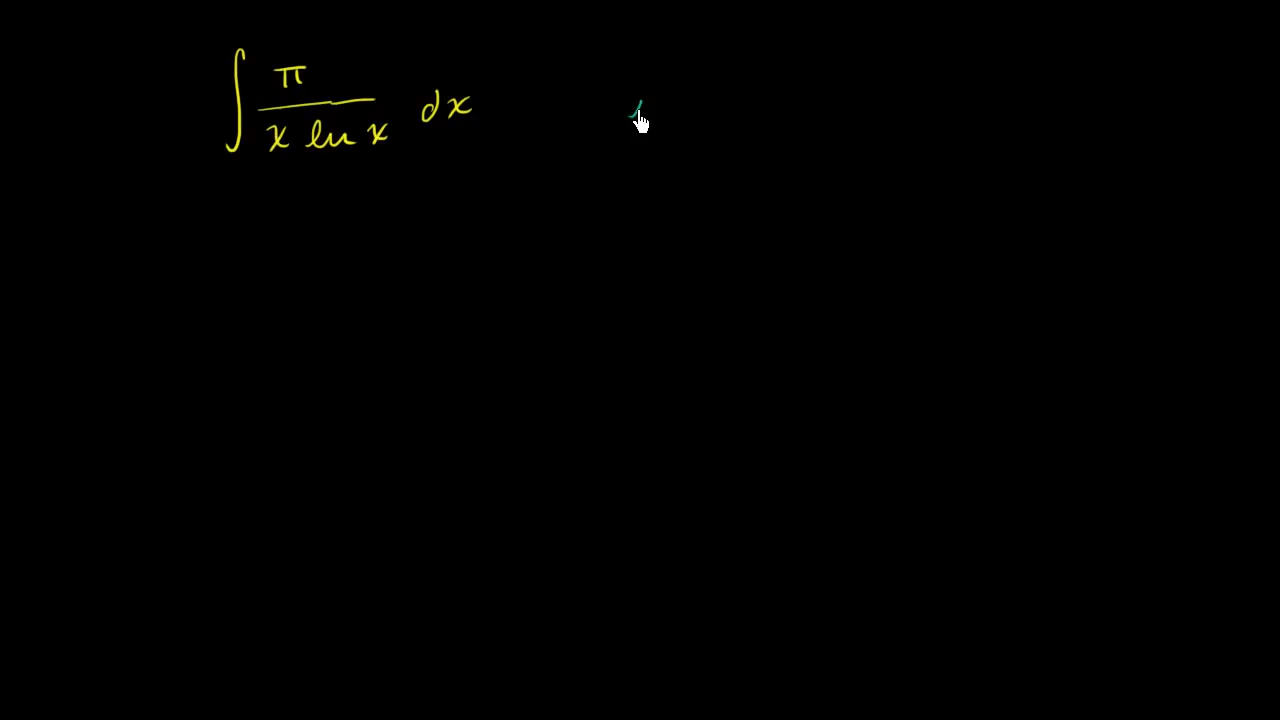 ∫ π / (x ln x) dx